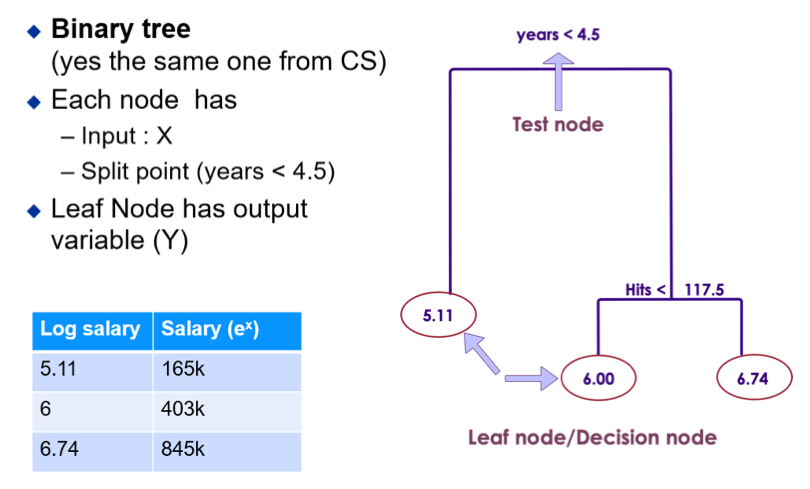 Binary tree
(yes the same one from CS)
Each node has
– Input : X
– Split point (years < 4.5)
Leaf Node has output
variable (Y)
Log salary Salary (eˣ)
5.11 165k
6 403k
6.74 845k
years < 4.5
Test node
Hits < 117.5
5.11
6.00
6.74
Leaf node/Decision node